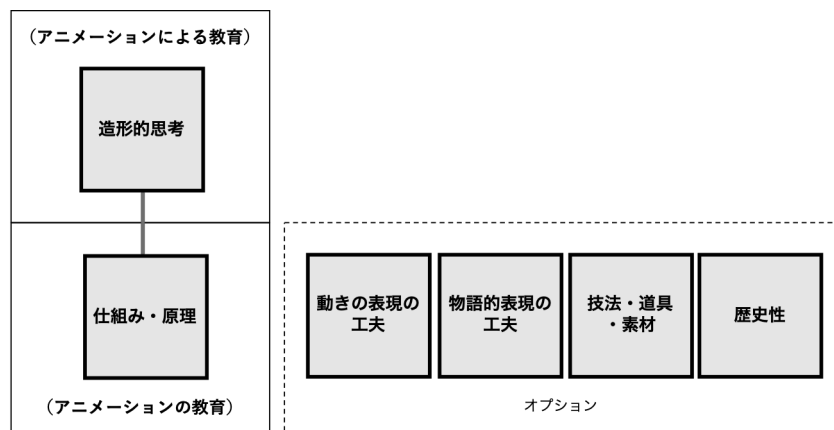 （アニメーションによる教育）
造形的思考
仕組み・原理
（アニメーションの教育）
動きの表現の
工夫
物語的表現の
工夫
技法・道具
・素材
歴史性
オプション